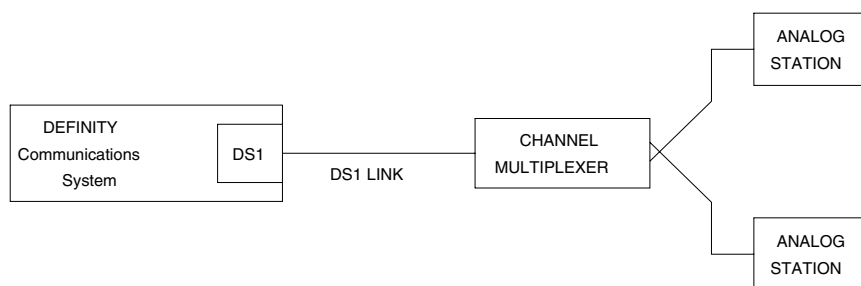 DEFINITY
Communications
System
DS1
DS1 LINK
CHANNEL
MULTIPLEXER
ANALOG
STATION
ANALOG
STATION